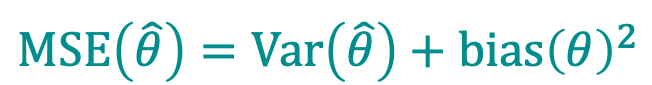 MSE(θ̂) = Var(θ̂) + bias(θ)²